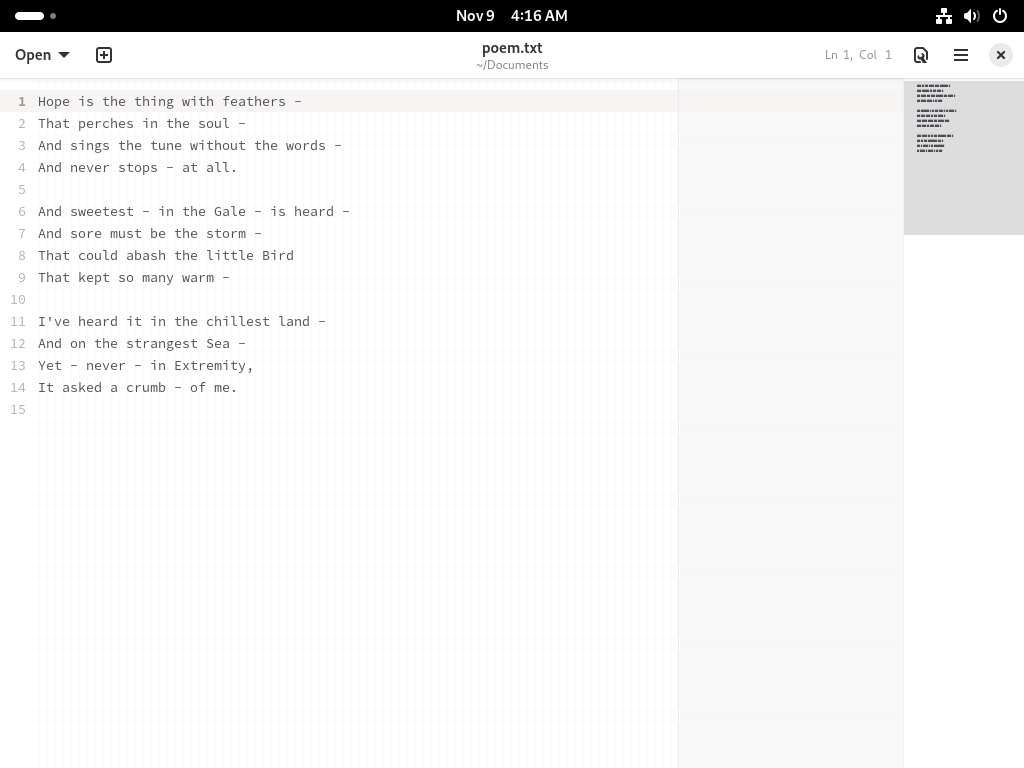 Nov 9 4:16 AM
Open
poem.txt
~/Documents
Ln 1, Col 1
1 Hope is the thing with feathers -
2 That perches in the soul -
3 And sings the tune without the words -
4 And never stops - at all.
5
6 And sweetest - in the Gale - is heard -
7 And sore must be the storm -
8 That could abash the little Bird
9 That kept so many warm -
10
11 I've heard it in the chillest land -
12 And on the strangest Sea -
13 Yet - never - in Extremity,
14 It asked a crumb - of me.
15